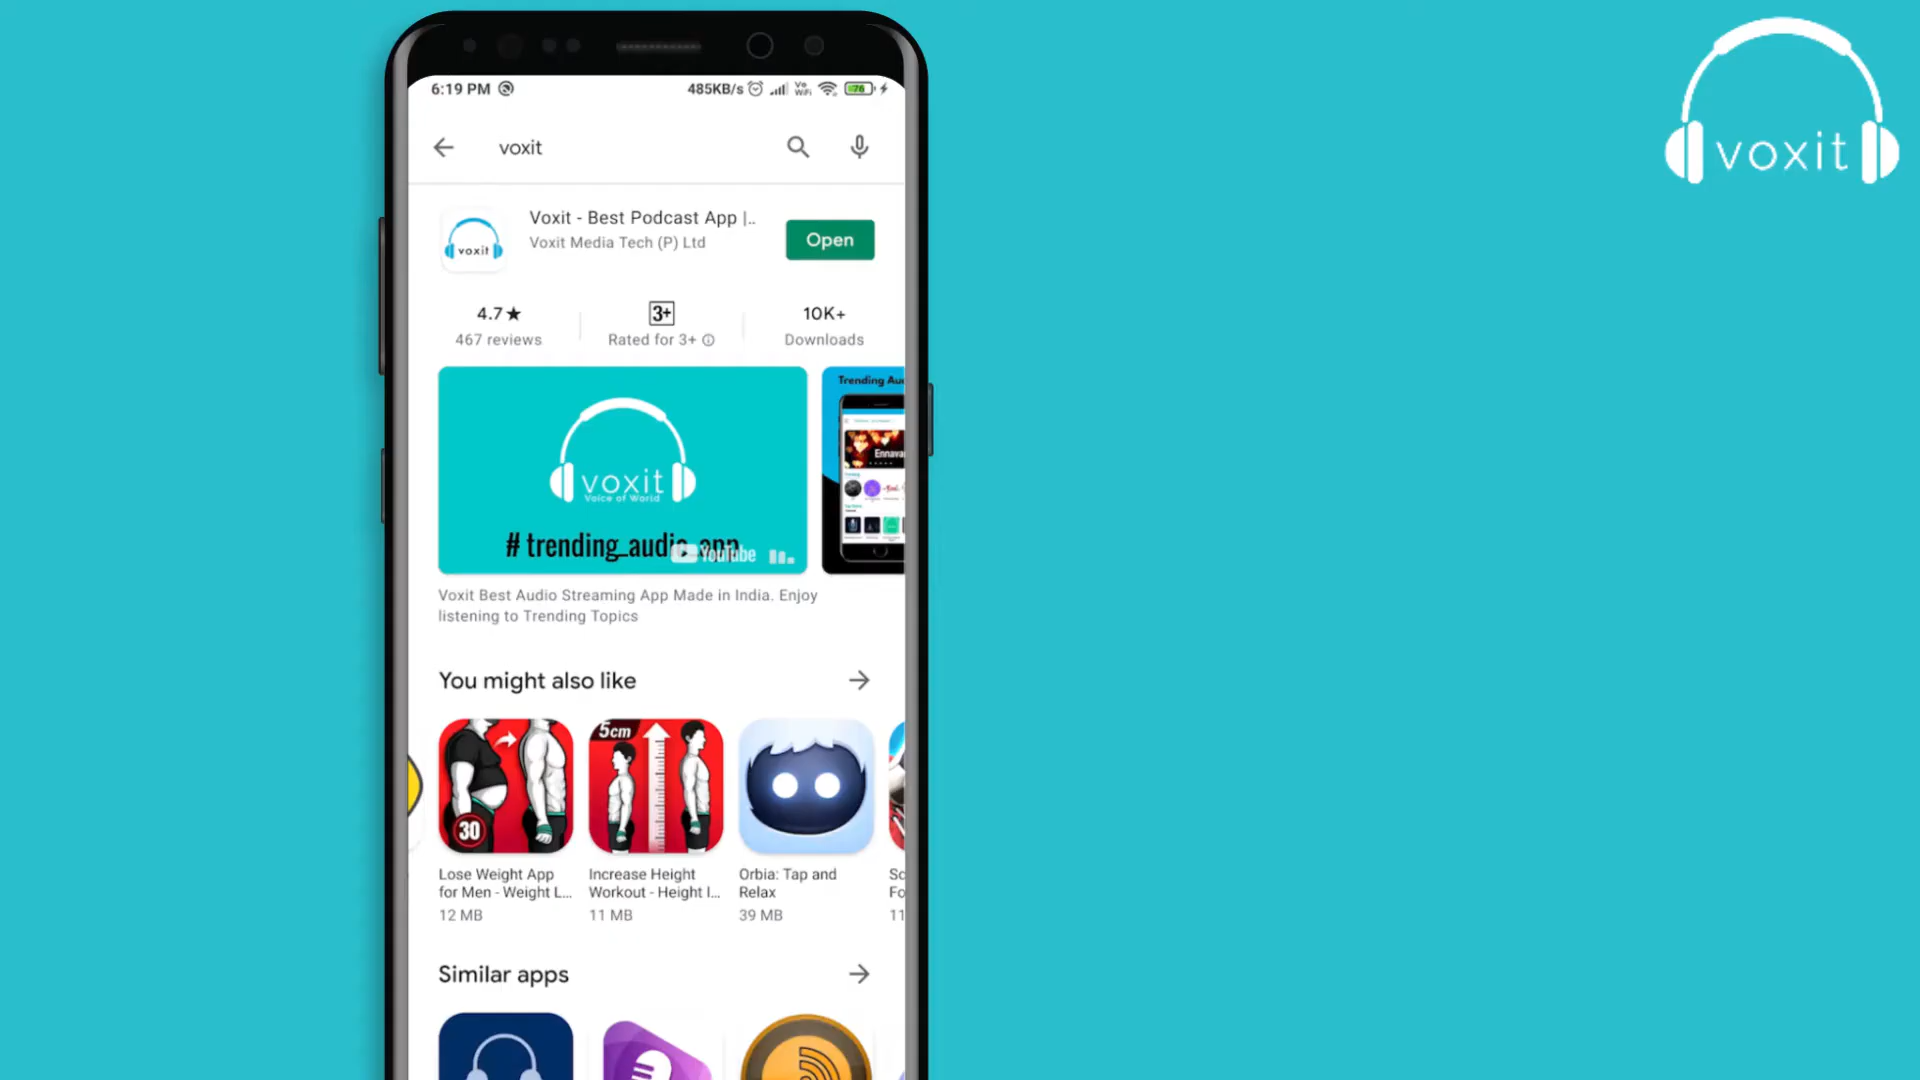 6:19 PM
485KB/s
Vo
WiFi
76
voxit
voxit
Voxit - Best Podcast App |..
Voxit Media Tech (P) Ltd
voxit
Open
4.7★
467 reviews
3+
Rated for 3+
10K+
Downloads
voxit
Voice of World
# trending_audio_app
YouTube
Trending Au
Ennava
Voxit Best Audio Streaming App Made in India. Enjoy
listening to Trending Topics
You might also like
30
5cm
Lose Weight App
for Men - Weight L...
12 MB
Increase Height
Workout - Height I...
11 MB
Orbia: Tap and
Relax
39 MB
Sc
Fo
11
Similar apps